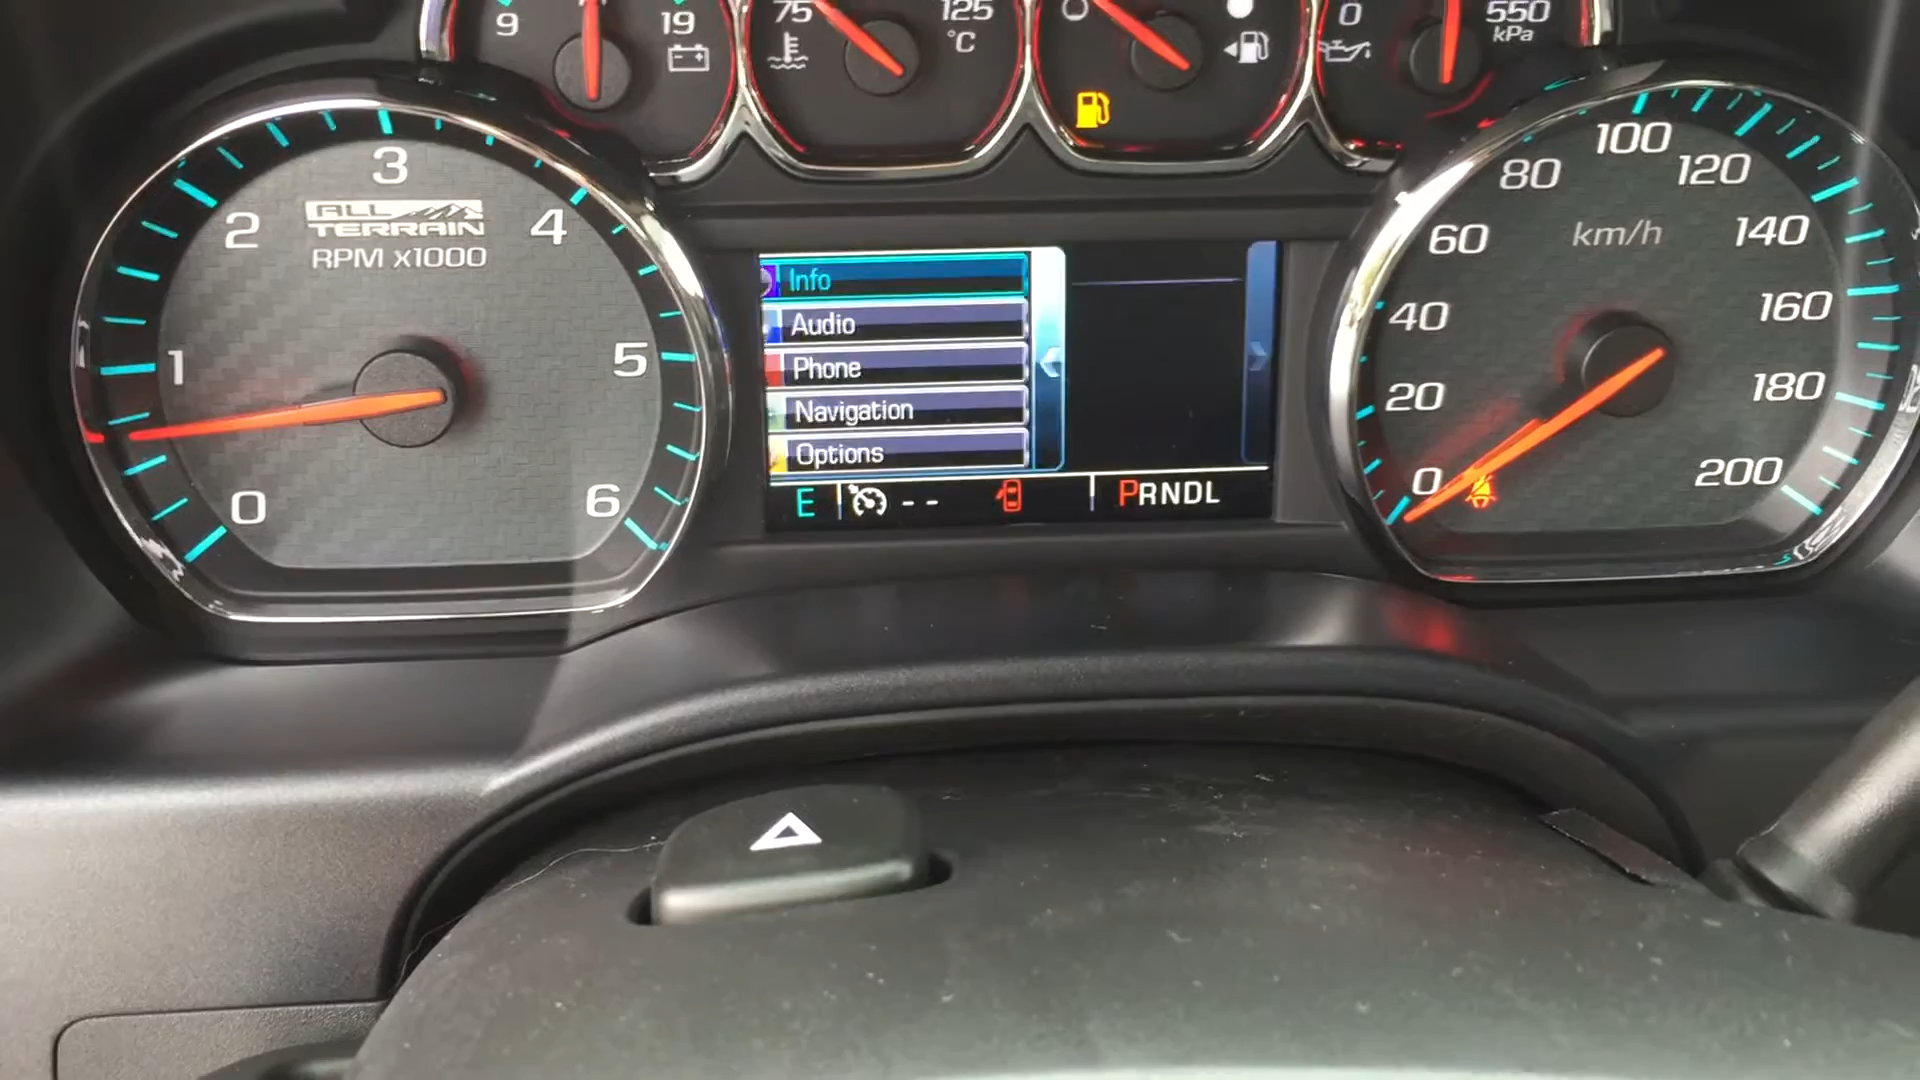 9 19
75 125
°C
0 550
kPa
3
2 4
ALL
TERRAIN
RPM x1000
1 5
0 6
Info
Audio
Phone
Navigation
Options
E -- PRNDL
100
80 120
60 km/h 140
40 160
20 180
0 200